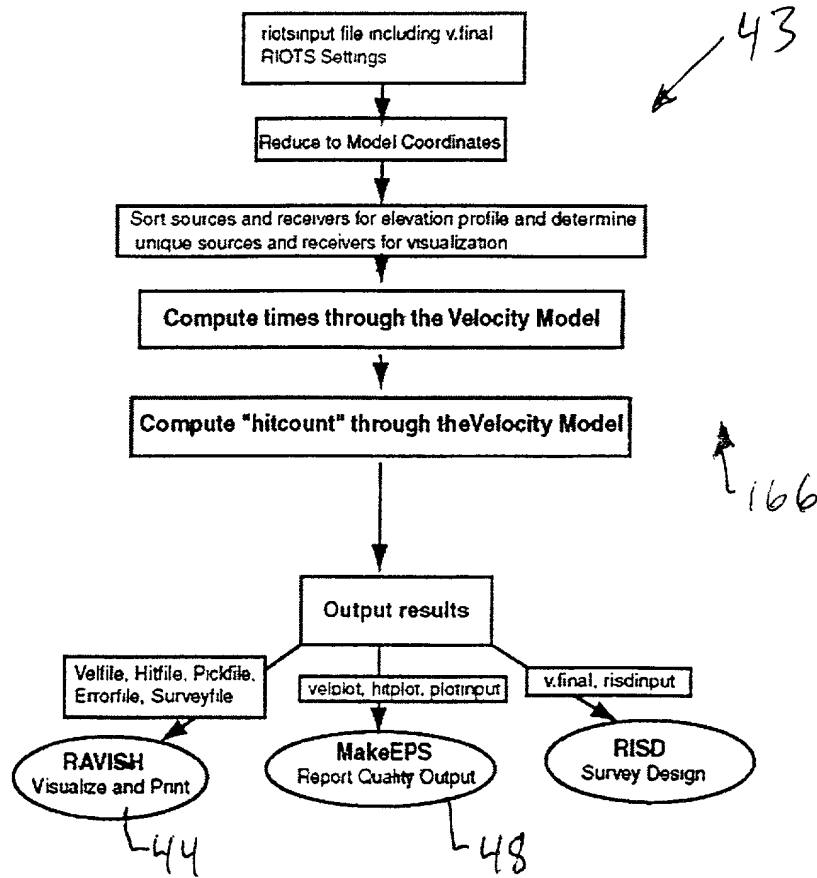 riotsinput file including v.final
RIOTS Settings
43
Reduce to Model Coordinates
Sort sources and receivers for elevation profile and determine
unique sources and receivers for visualization
Compute times through the Velocity Model
Compute "hitcount" through theVelocity Model
166
Output results
Velfile, Hitfile, Pickfile,
Errorfile, Surveyfile
velplot, hitplot, plotinput
v.final, risdinput
RAVISH
Visualize and Print
MakeEPS
Report Quality Output
RISD
Survey Design
44
48